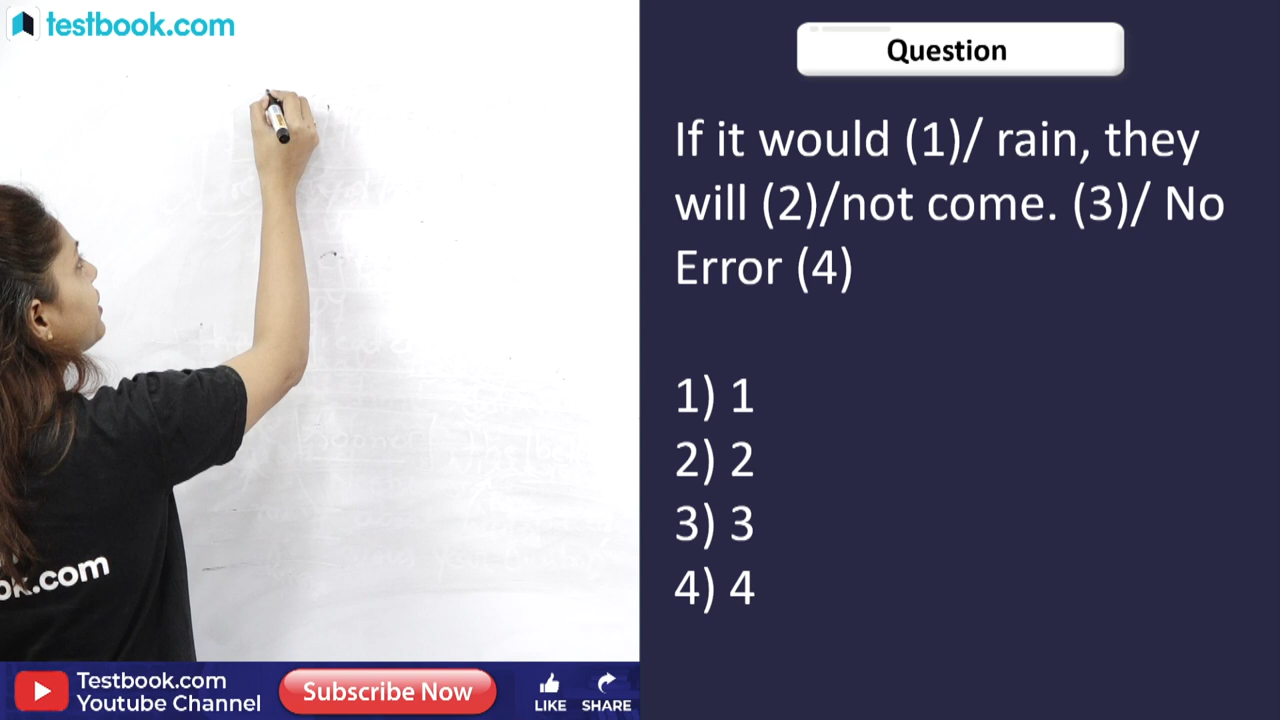 testbook.com
Question
If it would (1)/ rain, they
will (2)/not come. (3)/ No
Error (4)
1) 1
2) 2
3) 3
4) 4
ok.com
Testbook.com
Youtube Channel
Subscribe Now
LIKE
SHARE